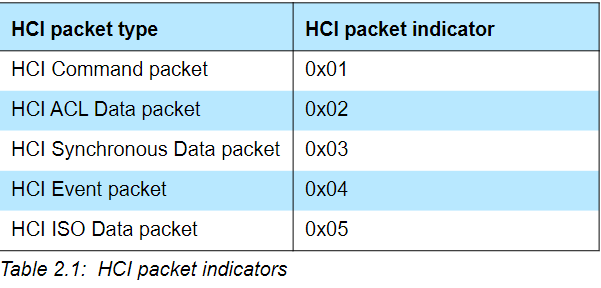 HCI packet type HCI packet indicator
HCI Command packet 0x01
HCI ACL Data packet 0x02
HCI Synchronous Data packet 0x03
HCI Event packet 0x04
HCI ISO Data packet 0x05
Table 2.1: HCI packet indicators